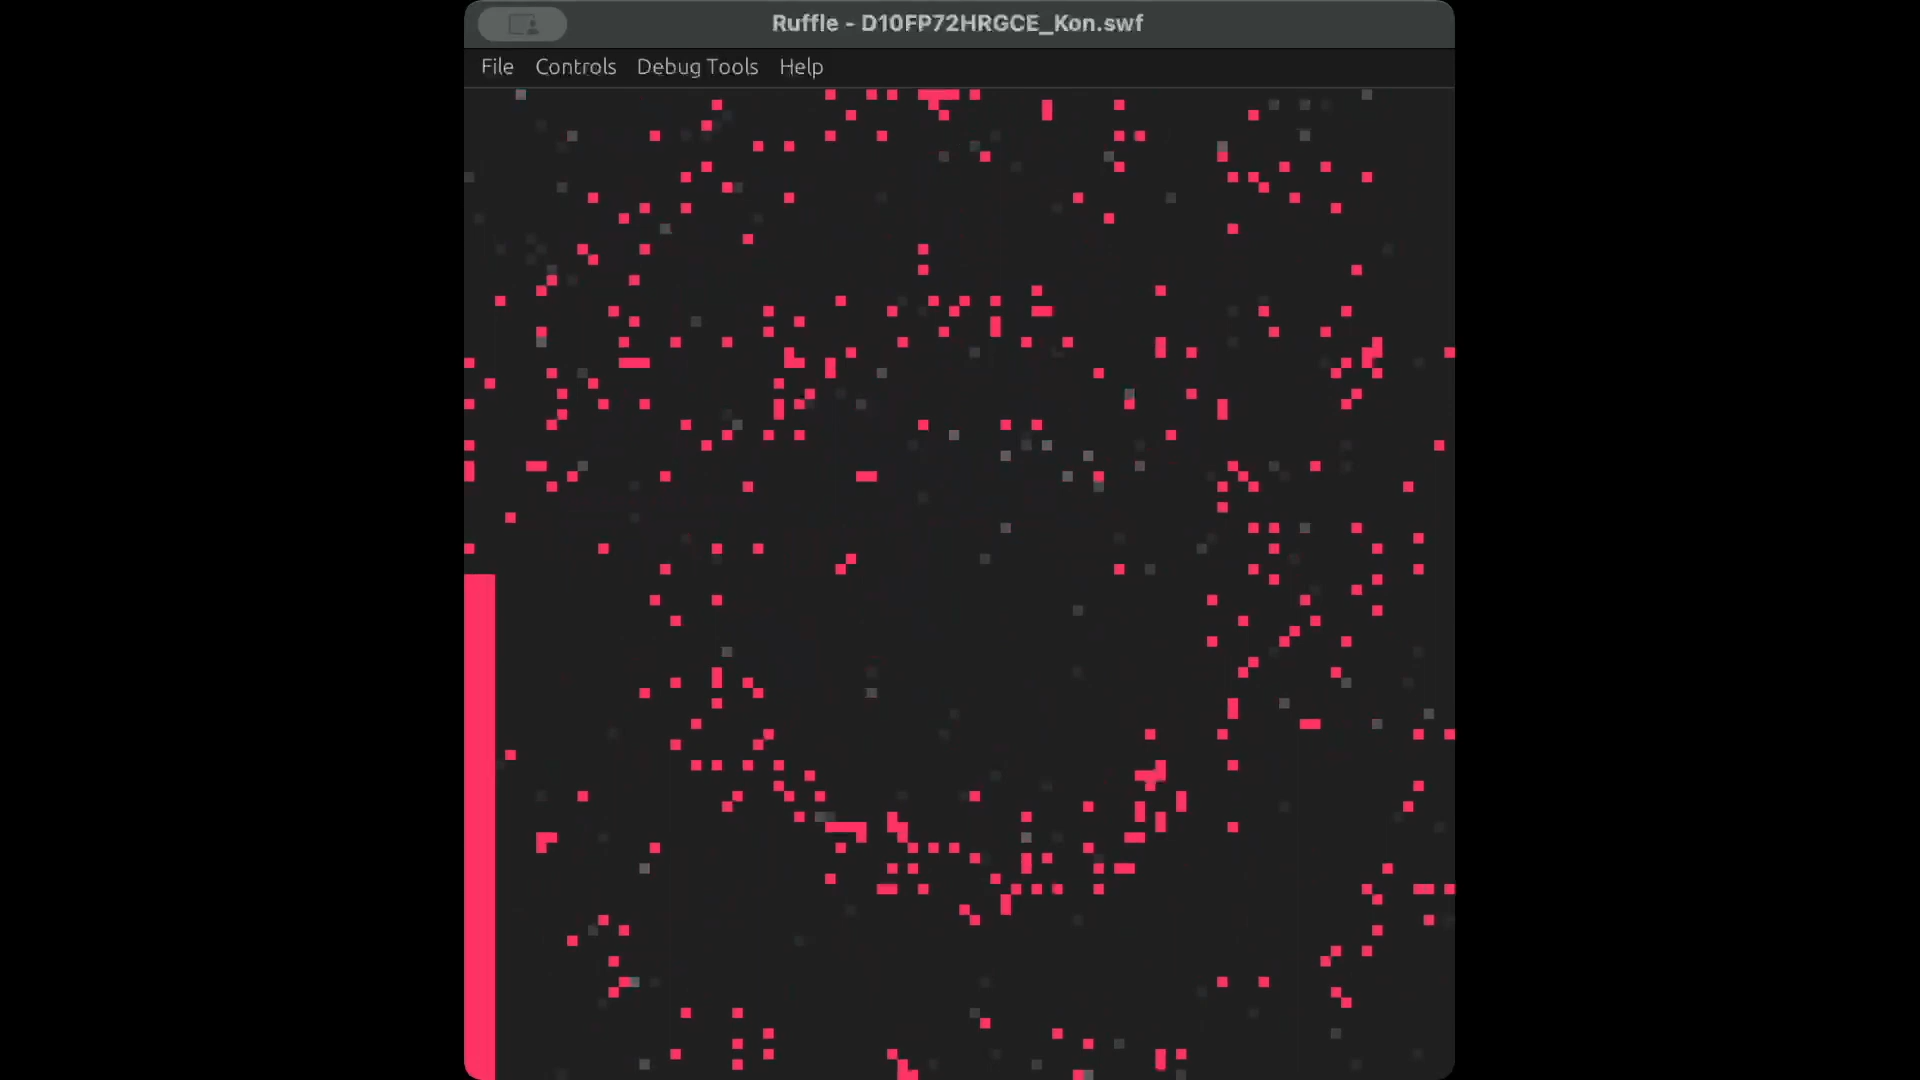 Ruffle - D10FP72HRGCE_Kon.swf
File Controls Debug Tools Help